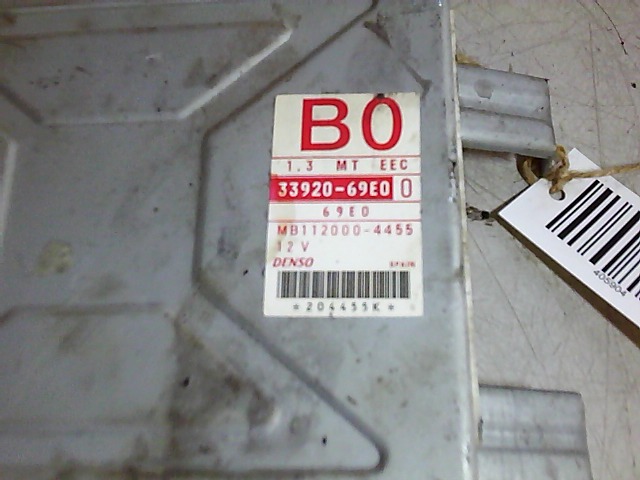 B0
1.3 MT EEC
33920-69E0 0
69E0
MB112000-4455
12V
DENSO
*204455K*
405904